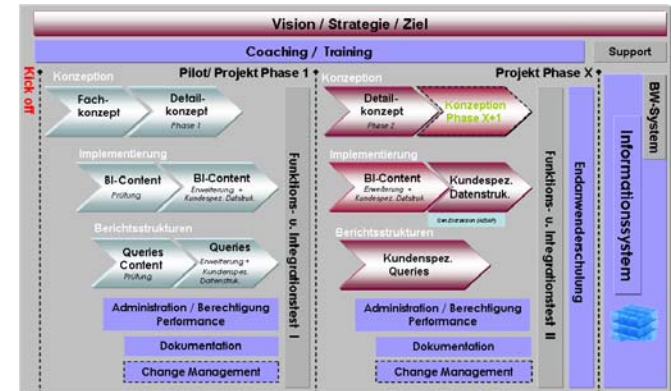 Vision / Strategie / Ziel
Coaching / Training
Support
Kick off
Konzeption
Pilot/ Projekt Phase 1
Fach-
konzept
Detail-
konzept
Phase 1
Implementierung
BI-Content
Prüfung
BI-Content
Erweiterung +
Kundenspez. Datstruk.
Berichtsstrukturen
Queries
Content
Prüfung
Queries
Erweiterung +
Kundenspez.
Datenstruk.
Administration / Berechtigung
Performance
Dokumentation
Change Management
Funktions- u. Integrationstest I
Konzeption
Projekt Phase X
Detail-
konzept
Phase 2
Konzeption
Phase X+1
Implementierung
BI-Content
Erweiterung +
Kundenspez. Datstruk.
Kundespez.
Datenstruk.
Berichtsstrukturen
Kundenspez.
Queries
Administration / Berechtigung
Performance
Dokumentation
Change Management
Funktions- u. Integrationstest II
Endanwenderschulung
Informationssystem
BW-System